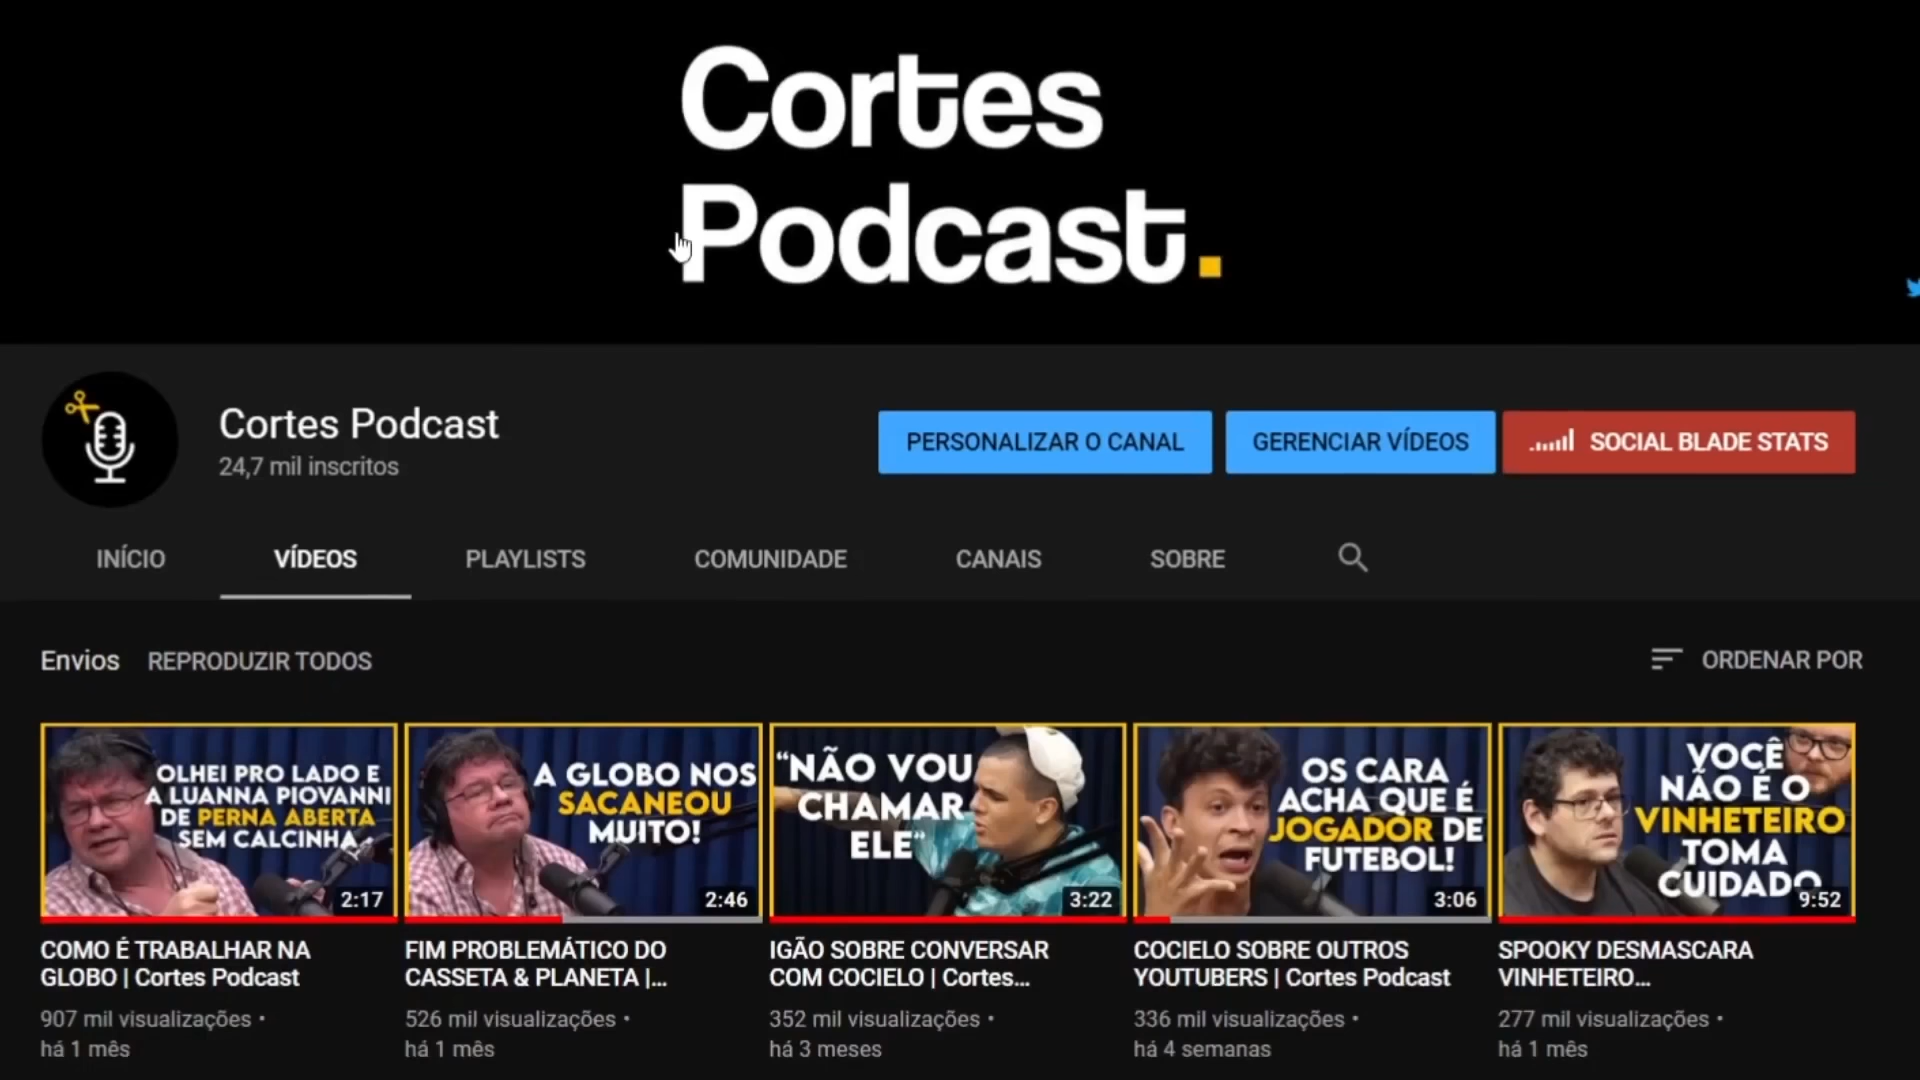 Cortes
Podcast.
Cortes Podcast
24,7 mil inscritos
PERSONALIZAR O CANAL
GERENCIAR VÍDEOS
SOCIAL BLADE STATS
INÍCIO
VÍDEOS
PLAYLISTS
COMUNIDADE
CANAIS
SOBRE
Envios
REPRODUZIR TODOS
ORDENAR POR
OLHEI PRO LADO E
A LUANNA PIOVANNI
DE PERNA ABERTA
SEM CALCINHA
2:17
COMO É TRABALHAR NA
GLOBO | Cortes Podcast
907 mil visualizações •
há 1 mês
A GLOBO NOS
SACANEOU
MUITO!
2:46
FIM PROBLEMÁTICO DO
CASSETA & PLANETA |...
526 mil visualizações •
há 1 mês
“NÃO VOU
CHAMAR
ELE”
3:22
IGÃO SOBRE CONVERSAR
COM COCIELO | Cortes...
352 mil visualizações •
há 3 meses
OS CARA
ACHA QUE É
JOGADOR DE
FUTEBOL!
3:06
COCIELO SOBRE OUTROS
YOUTUBERS | Cortes Podcast
336 mil visualizações •
há 4 semanas
VOCÊ
NÃO É O
VINHETEIRO
TOMA
CUIDADO
9:52
SPOOKY DESMASCARA
VINHETEIRO...
277 mil visualizações •
há 1 mês